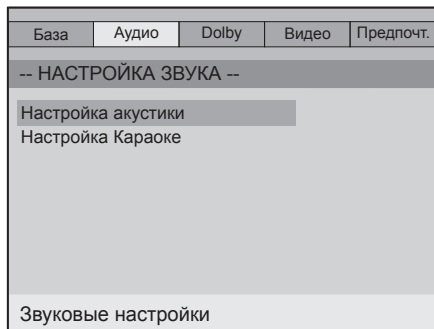 База Аудио Dolby Видео Предпочт.
-- НАСТРОЙКА ЗВУКА --
Настройка акустики
Настройка Караоке
Звуковые настройки